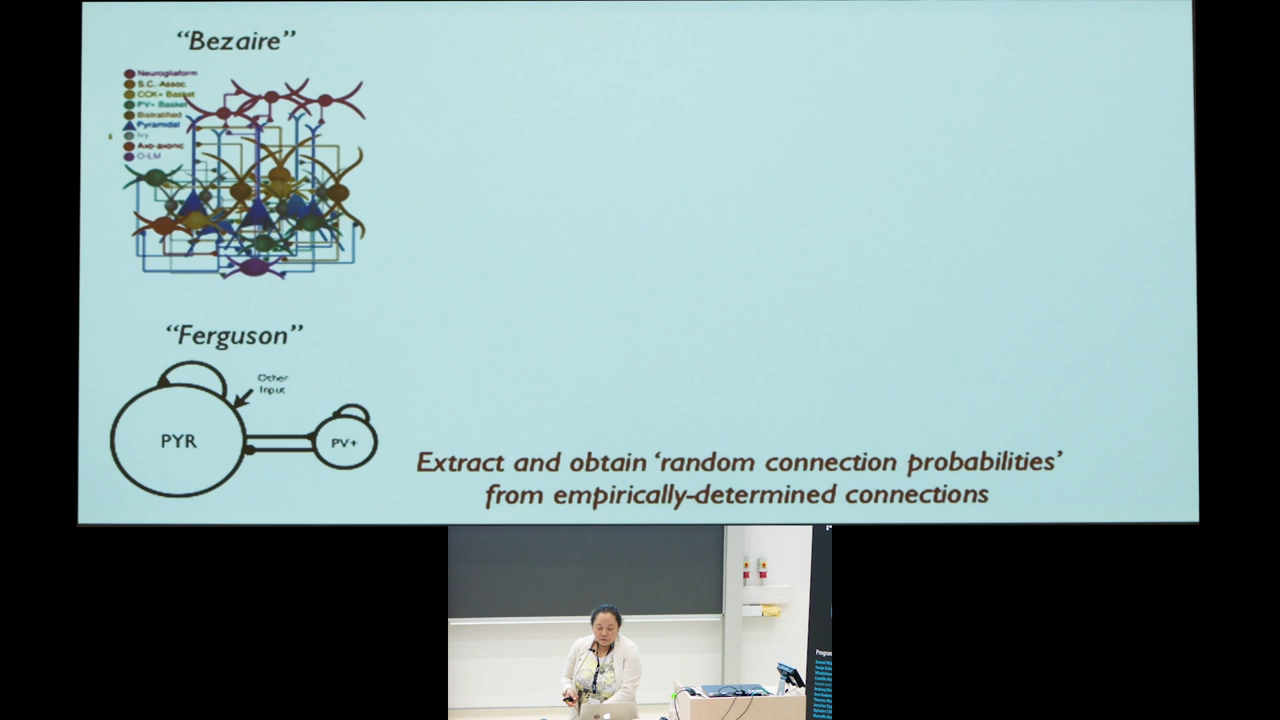 “Bezaire”
Neurogliaform
S.C.-Assoc.
CCK+ Basket
PV+ Basket
Bistratified
Pyramidal
Ivy
Axo-axonic
O-LM
“Ferguson”
Other
Input
PYR
PV+
Extract and obtain ‘random connection probabilities’
from empirically-determined connections